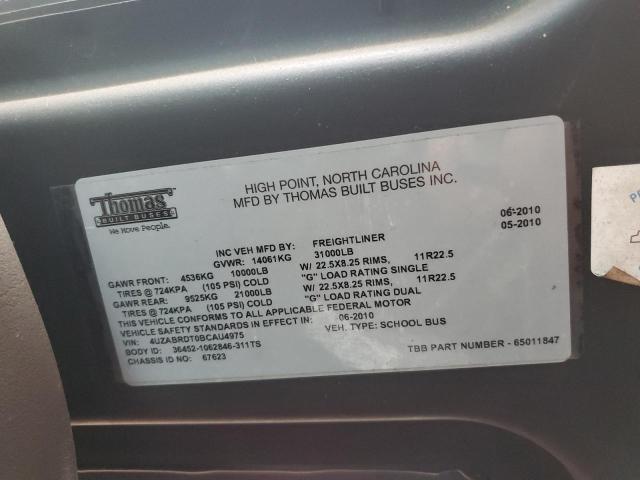 Thomas
BUILT BUSES
We Move People.
HIGH POINT, NORTH CAROLINA
MFD BY THOMAS BUILT BUSES INC.
06-2010
INC VEH MFD BY: FREIGHTLINER 05-2010
GVWR: 14061KG 31000LB
GAWR FRONT: 4536KG 10000LB W/ 22.5X8.25 RIMS, 11R22.5
TIRES @ 724KPA (105 PSI) COLD "G" LOAD RATING SINGLE
GAWR REAR: 9525KG 21000LB W/ 22.5X8.25 RIMS, 11R22.5
TIRES @ 724KPA (105 PSI) COLD "G" LOAD RATING DUAL
THIS VEHICLE CONFORMS TO ALL APPLICABLE FEDERAL MOTOR
VEHICLE SAFETY STANDARDS IN EFFECT IN: 06-2010
VIN: 4UZABRDT0BCAU4975 VEH. TYPE: SCHOOL BUS
BODY ID: 36452-1062846-311TS
CHASSIS ID NO: 67623 TBB PART NUMBER - 65011847